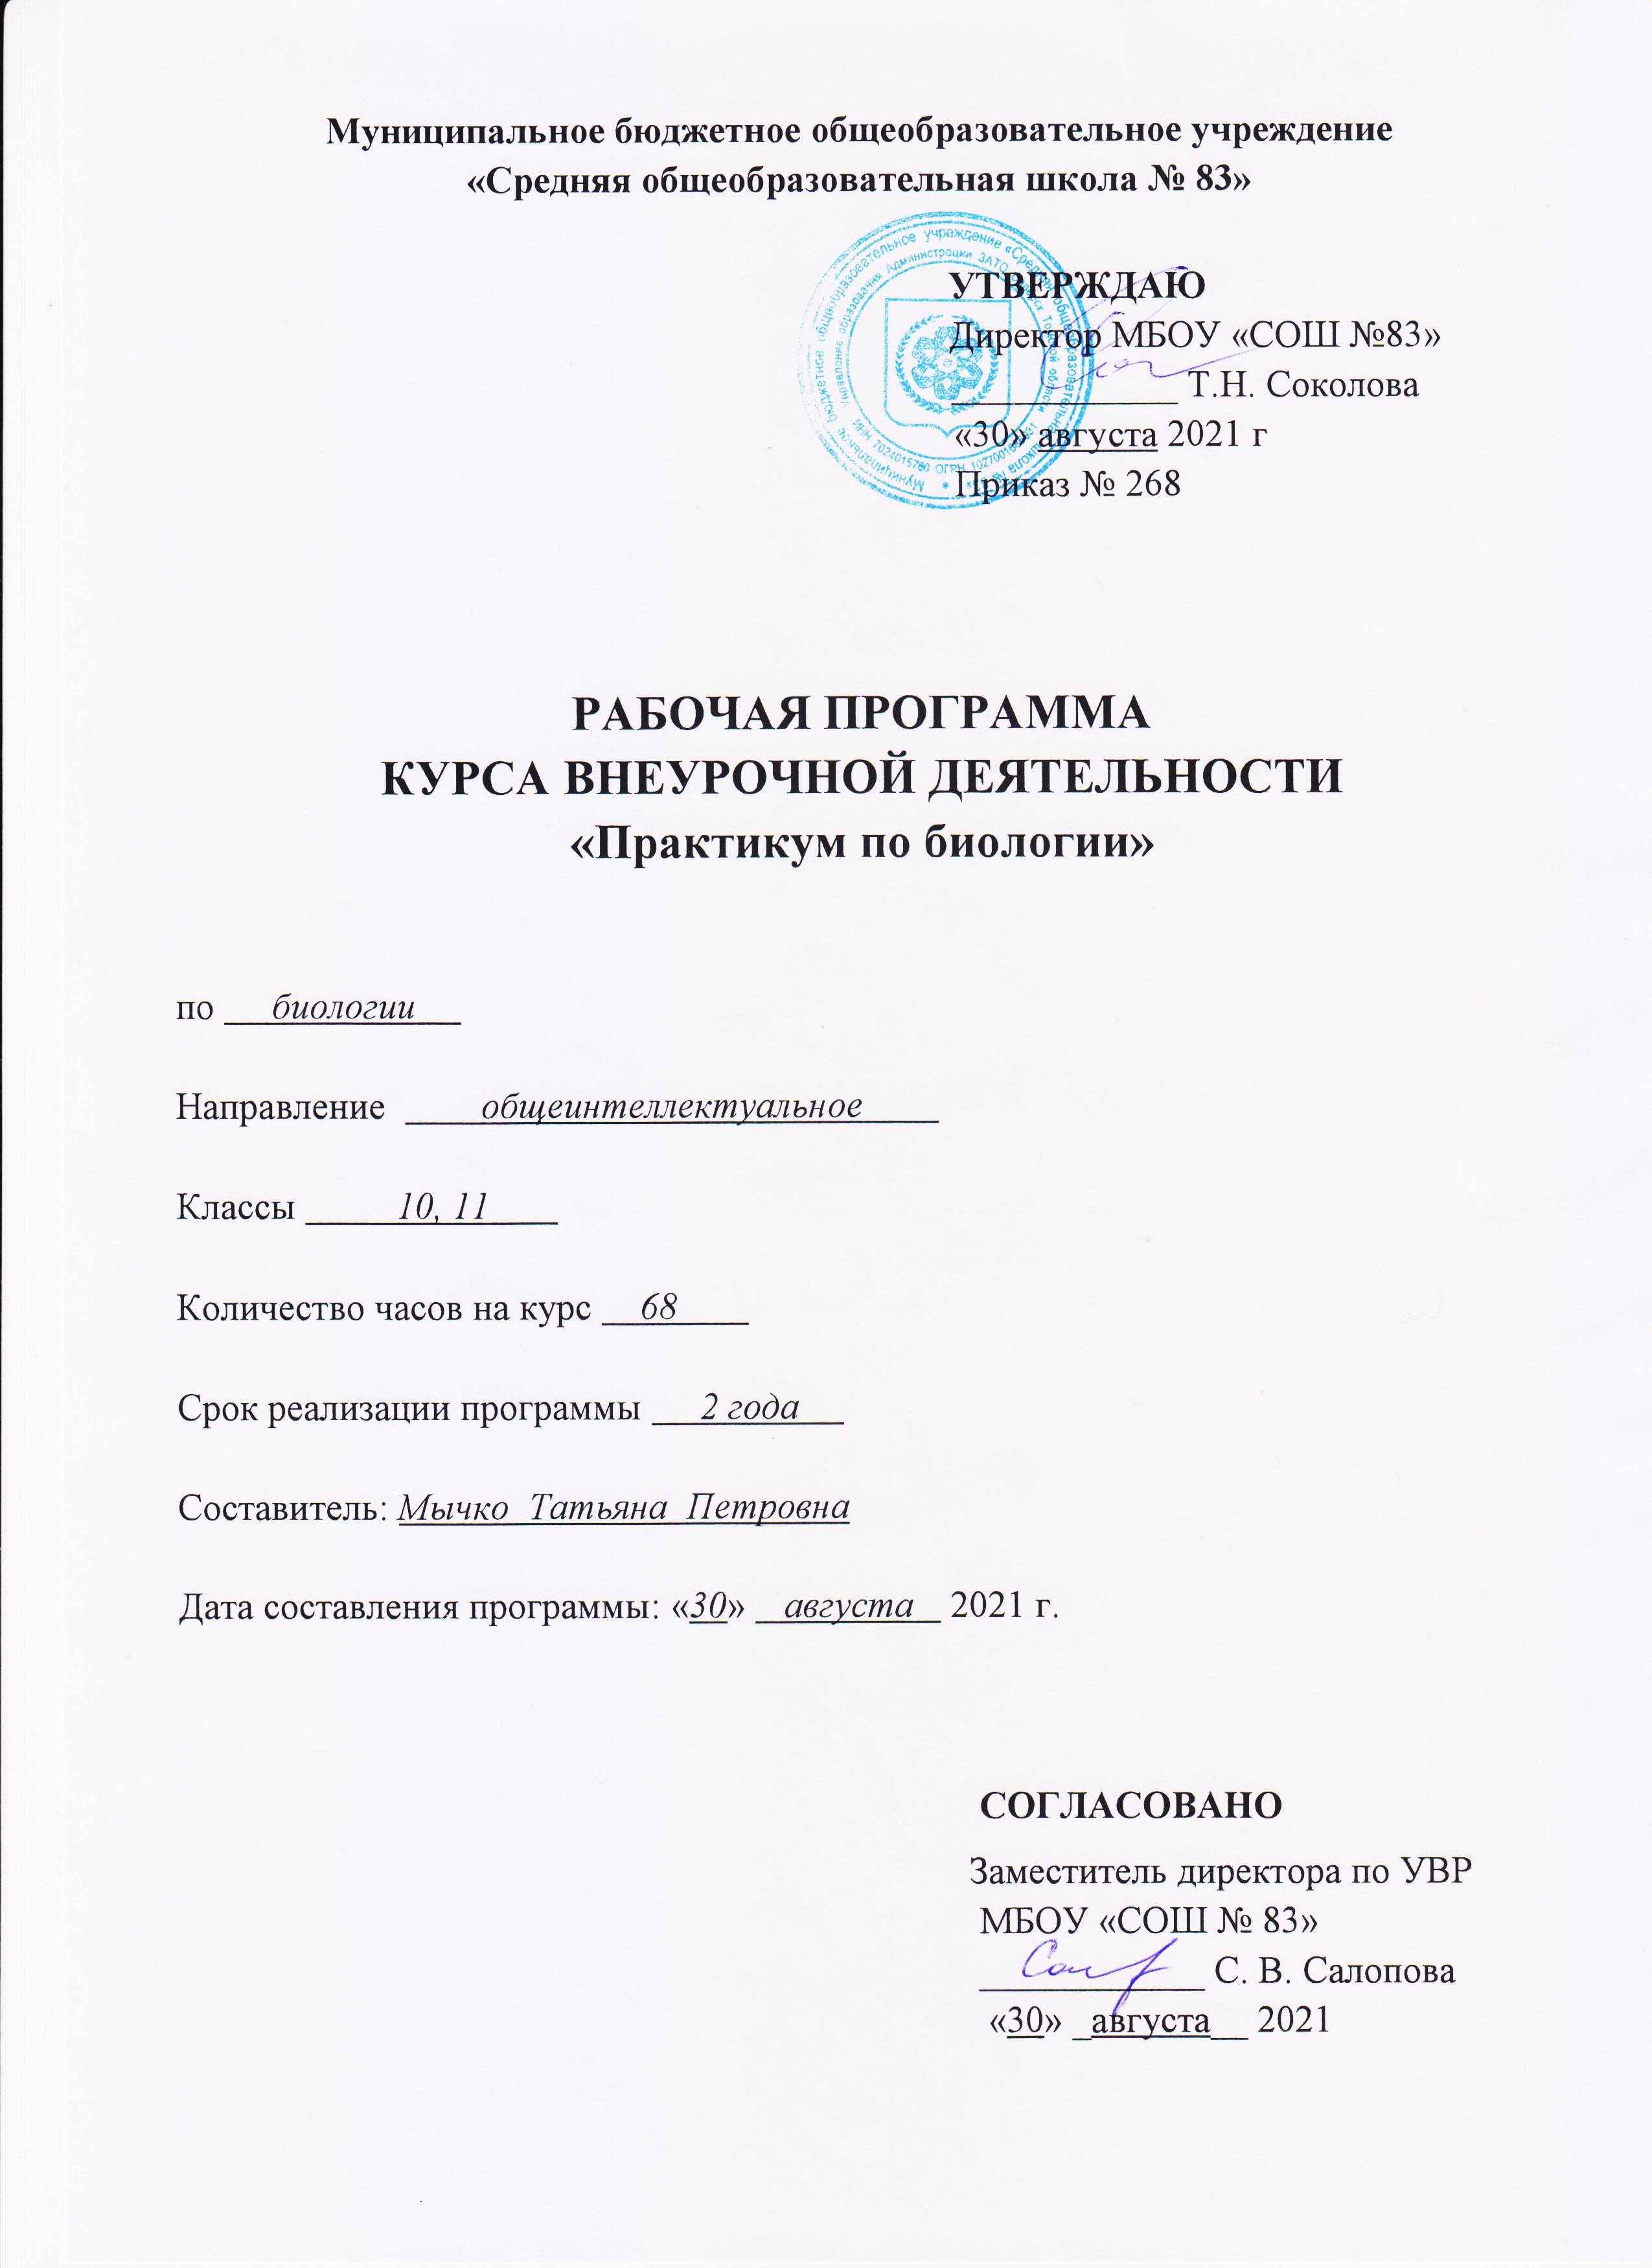 Муниципальное бюджетное общеобразовательное учреждение
«Средняя общеобразовательная школа № 83»
УТВЕРЖДАЮ
Директор МБОУ «СОШ №83»
____________ Т.Н. Соколова
«30» августа 2021 г
Приказ № 268
РАБОЧАЯ ПРОГРАММА
КУРСА ВНЕУРОЧНОЙ ДЕЯТЕЛЬНОСТИ
«Практикум по биологии»
по биологии
Направление общеинтеллектуальное
Классы 10, 11
Количество часов на курс 68
Срок реализации программы 2 года
Составитель: Мычко Татьяна Петровна
Дата составления программы: «30» августа 2021 г.
СОГЛАСОВАНО
Заместитель директора по УВР
МБОУ «СОШ № 83»
____________ С. В. Салопова
«30» августа 2021